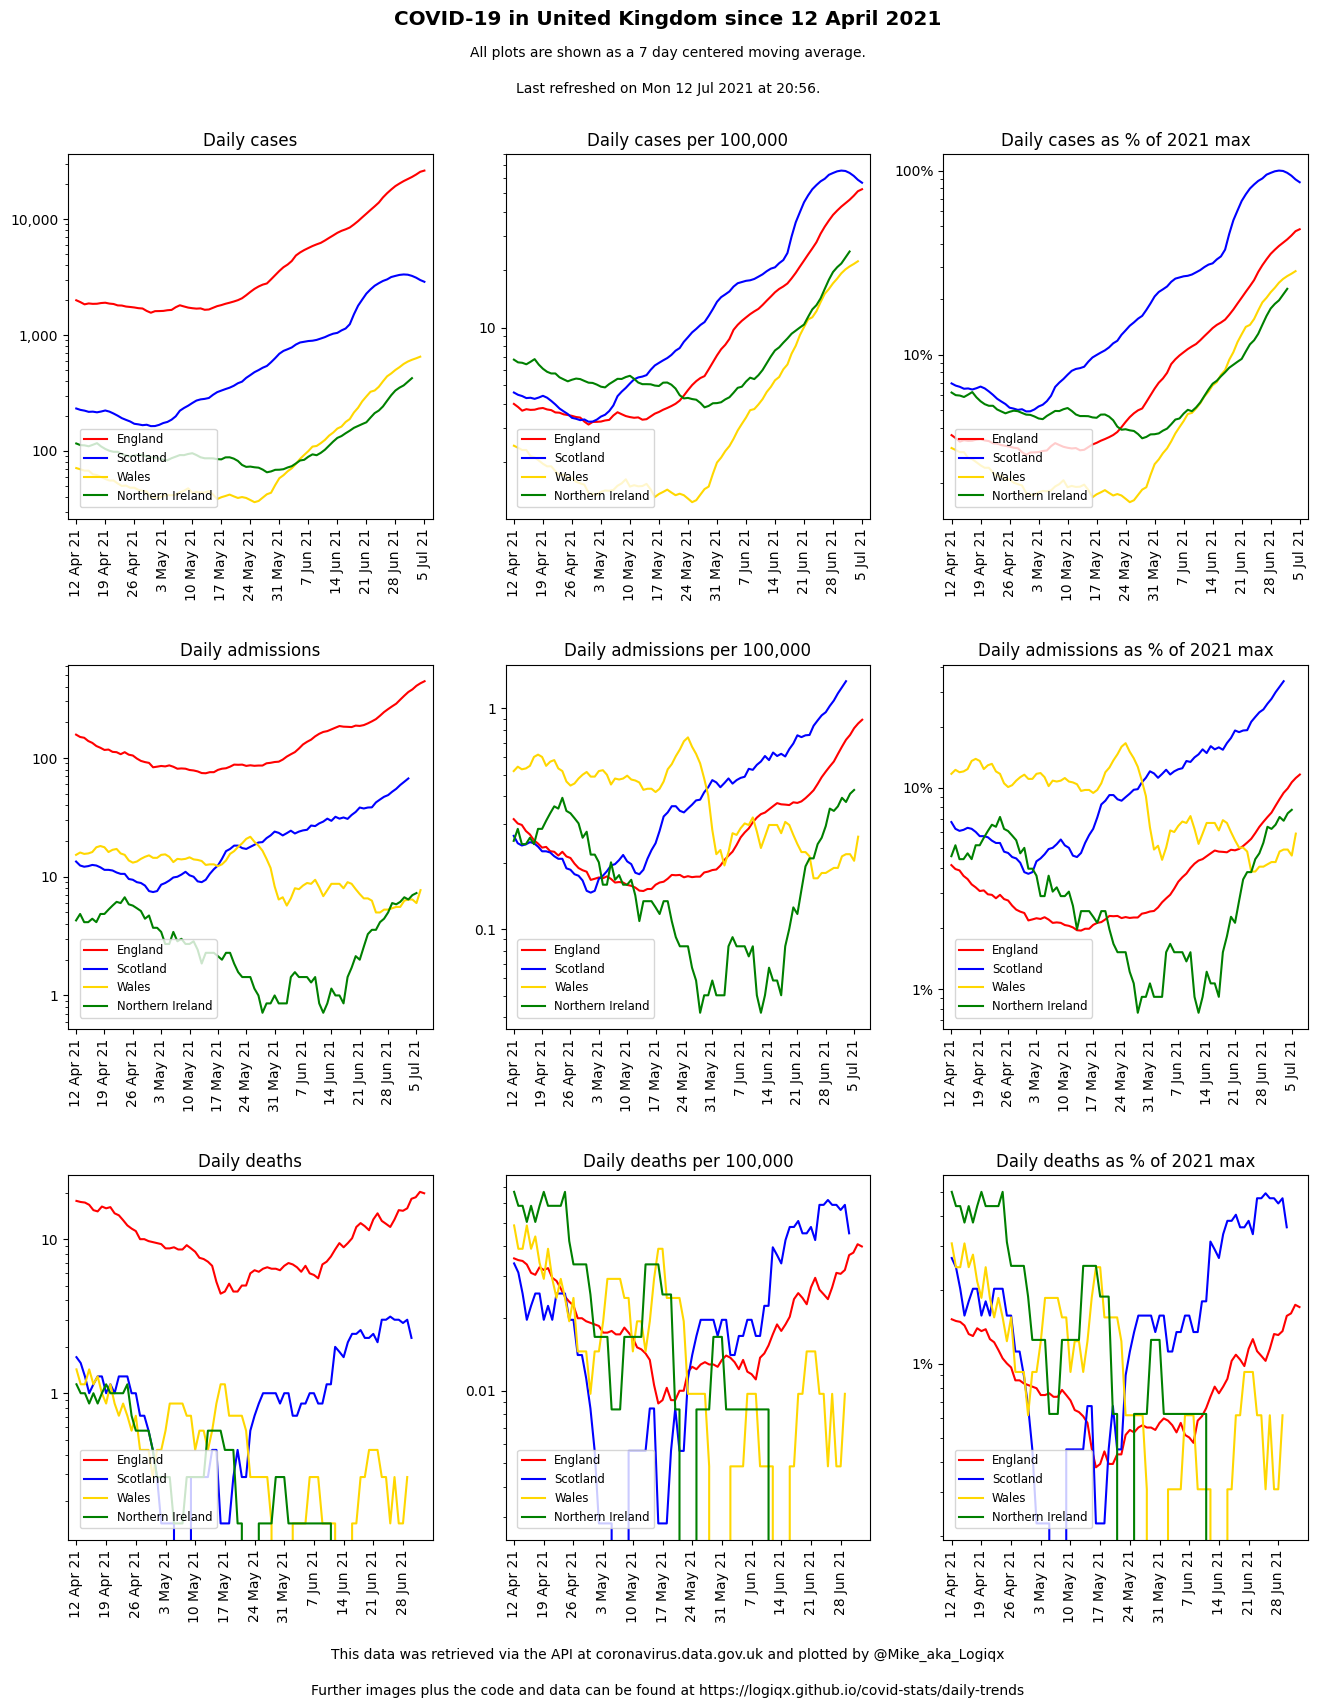 COVID-19 in United Kingdom since 12 April 2021
All plots are shown as a 7 day centered moving average.
Last refreshed on Mon 12 Jul 2021 at 20:56.
Daily cases
10,000
1,000
100
England
Scotland
Wales
Northern Ireland
12 Apr 21
19 Apr 21
26 Apr 21
3 May 21
10 May 21
17 May 21
24 May 21
31 May 21
7 Jun 21
14 Jun 21
21 Jun 21
28 Jun 21
5 Jul 21
Daily cases per 100,000
10
England
Scotland
Wales
Northern Ireland
12 Apr 21
19 Apr 21
26 Apr 21
3 May 21
10 May 21
17 May 21
24 May 21
31 May 21
7 Jun 21
14 Jun 21
21 Jun 21
28 Jun 21
5 Jul 21
Daily cases as % of 2021 max
100%
10%
England
Scotland
Wales
Northern Ireland
12 Apr 21
19 Apr 21
26 Apr 21
3 May 21
10 May 21
17 May 21
24 May 21
31 May 21
7 Jun 21
14 Jun 21
21 Jun 21
28 Jun 21
5 Jul 21
Daily admissions
100
10
1
England
Scotland
Wales
Northern Ireland
12 Apr 21
19 Apr 21
26 Apr 21
3 May 21
10 May 21
17 May 21
24 May 21
31 May 21
7 Jun 21
14 Jun 21
21 Jun 21
28 Jun 21
5 Jul 21
Daily admissions per 100,000
1
0.1
England
Scotland
Wales
Northern Ireland
12 Apr 21
19 Apr 21
26 Apr 21
3 May 21
10 May 21
17 May 21
24 May 21
31 May 21
7 Jun 21
14 Jun 21
21 Jun 21
28 Jun 21
5 Jul 21
Daily admissions as % of 2021 max
10%
1%
England
Scotland
Wales
Northern Ireland
12 Apr 21
19 Apr 21
26 Apr 21
3 May 21
10 May 21
17 May 21
24 May 21
31 May 21
7 Jun 21
14 Jun 21
21 Jun 21
28 Jun 21
5 Jul 21
Daily deaths
10
1
England
Scotland
Wales
Northern Ireland
12 Apr 21
19 Apr 21
26 Apr 21
3 May 21
10 May 21
17 May 21
24 May 21
31 May 21
7 Jun 21
14 Jun 21
21 Jun 21
28 Jun 21
Daily deaths per 100,000
0.01
England
Scotland
Wales
Northern Ireland
12 Apr 21
19 Apr 21
26 Apr 21
3 May 21
10 May 21
17 May 21
24 May 21
31 May 21
7 Jun 21
14 Jun 21
21 Jun 21
28 Jun 21
Daily deaths as % of 2021 max
1%
England
Scotland
Wales
Northern Ireland
12 Apr 21
19 Apr 21
26 Apr 21
3 May 21
10 May 21
17 May 21
24 May 21
31 May 21
7 Jun 21
14 Jun 21
21 Jun 21
28 Jun 21
This data was retrieved via the API at coronavirus.data.gov.uk and plotted by @Mike_aka_Logiqx
Further images plus the code and data can be found at https://logiqx.github.io/covid-stats/daily-trends